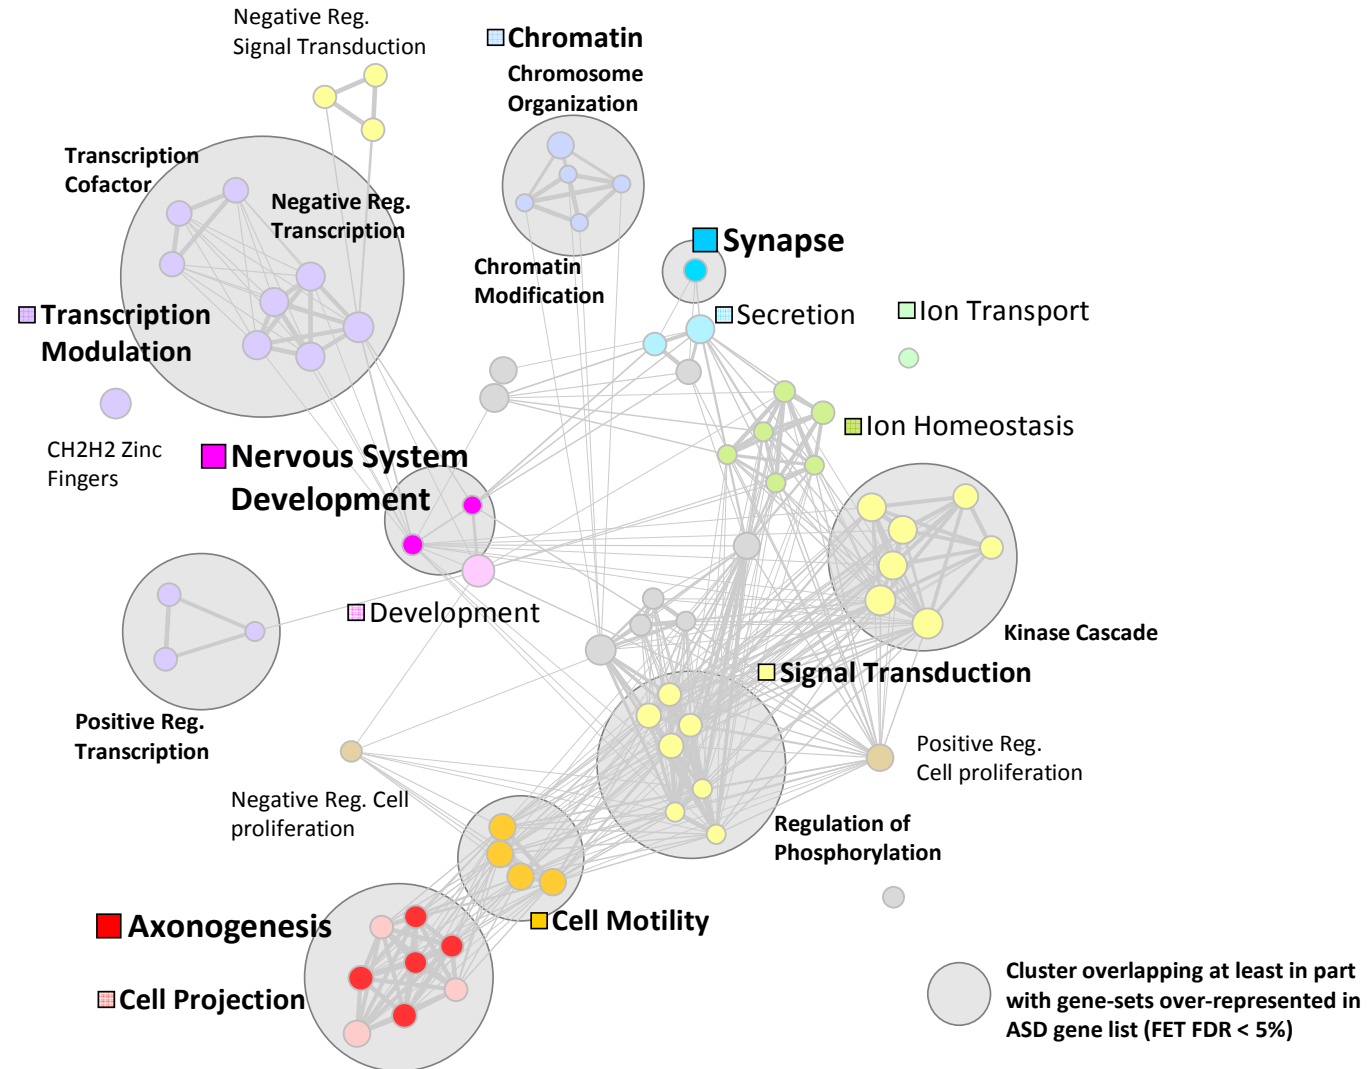 Negative Reg.
Signal Transduction
Chromatin
Chromosome
Organization
Transcription
Cofactor
Negative Reg.
Transcription
Synapse
Chromatin
Modification
Secretion
Ion Transport
Transcription
Modulation
Ion Homeostasis
CH2H2 Zinc
Fingers
Nervous System
Development
Development
Kinase Cascade
Signal Transduction
Positive Reg.
Transcription
Positive Reg.
Cell proliferation
Negative Reg. Cell
proliferation
Regulation of
Phosphorylation
Axonogenesis
Cell Motility
Cell Projection
Cluster overlapping at least in part
with gene-sets over-represented in
ASD gene list (FET FDR < 5%)